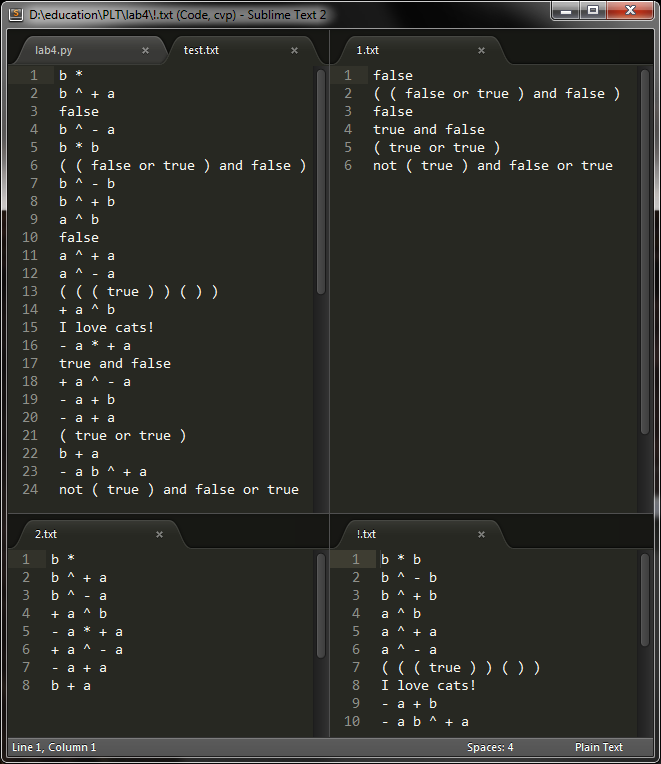 D:\education\PLT\lab4\!.txt (Code, cvp) - Sublime Text 2
lab4.py × test.txt ×
1 b *
2 b ^ + a
3 false
4 b ^ - a
5 b * b
6 ( ( false or true ) and false )
7 b ^ - b
8 b ^ + b
9 a ^ b
10 false
11 a ^ + a
12 a ^ - a
13 ( ( ( true ) ) ( ) )
14 + a ^ b
15 I love cats!
16 - a * + a
17 true and false
18 + a ^ - a
19 - a + b
20 - a + a
21 ( true or true )
22 b + a
23 - a b ^ + a
24 not ( true ) and false or true
1.txt ×
1 false
2 ( ( false or true ) and false )
3 false
4 true and false
5 ( true or true )
6 not ( true ) and false or true
2.txt ×
1 b *
2 b ^ + a
3 b ^ - a
4 + a ^ b
5 - a * + a
6 + a ^ - a
7 - a + a
8 b + a
!.txt ×
1 b * b
2 b ^ - b
3 b ^ + b
4 a ^ b
5 a ^ + a
6 a ^ - a
7 ( ( ( true ) ) ( ) )
8 I love cats!
9 - a + b
10 - a b ^ + a
Line 1, Column 1 Spaces: 4 Plain Text